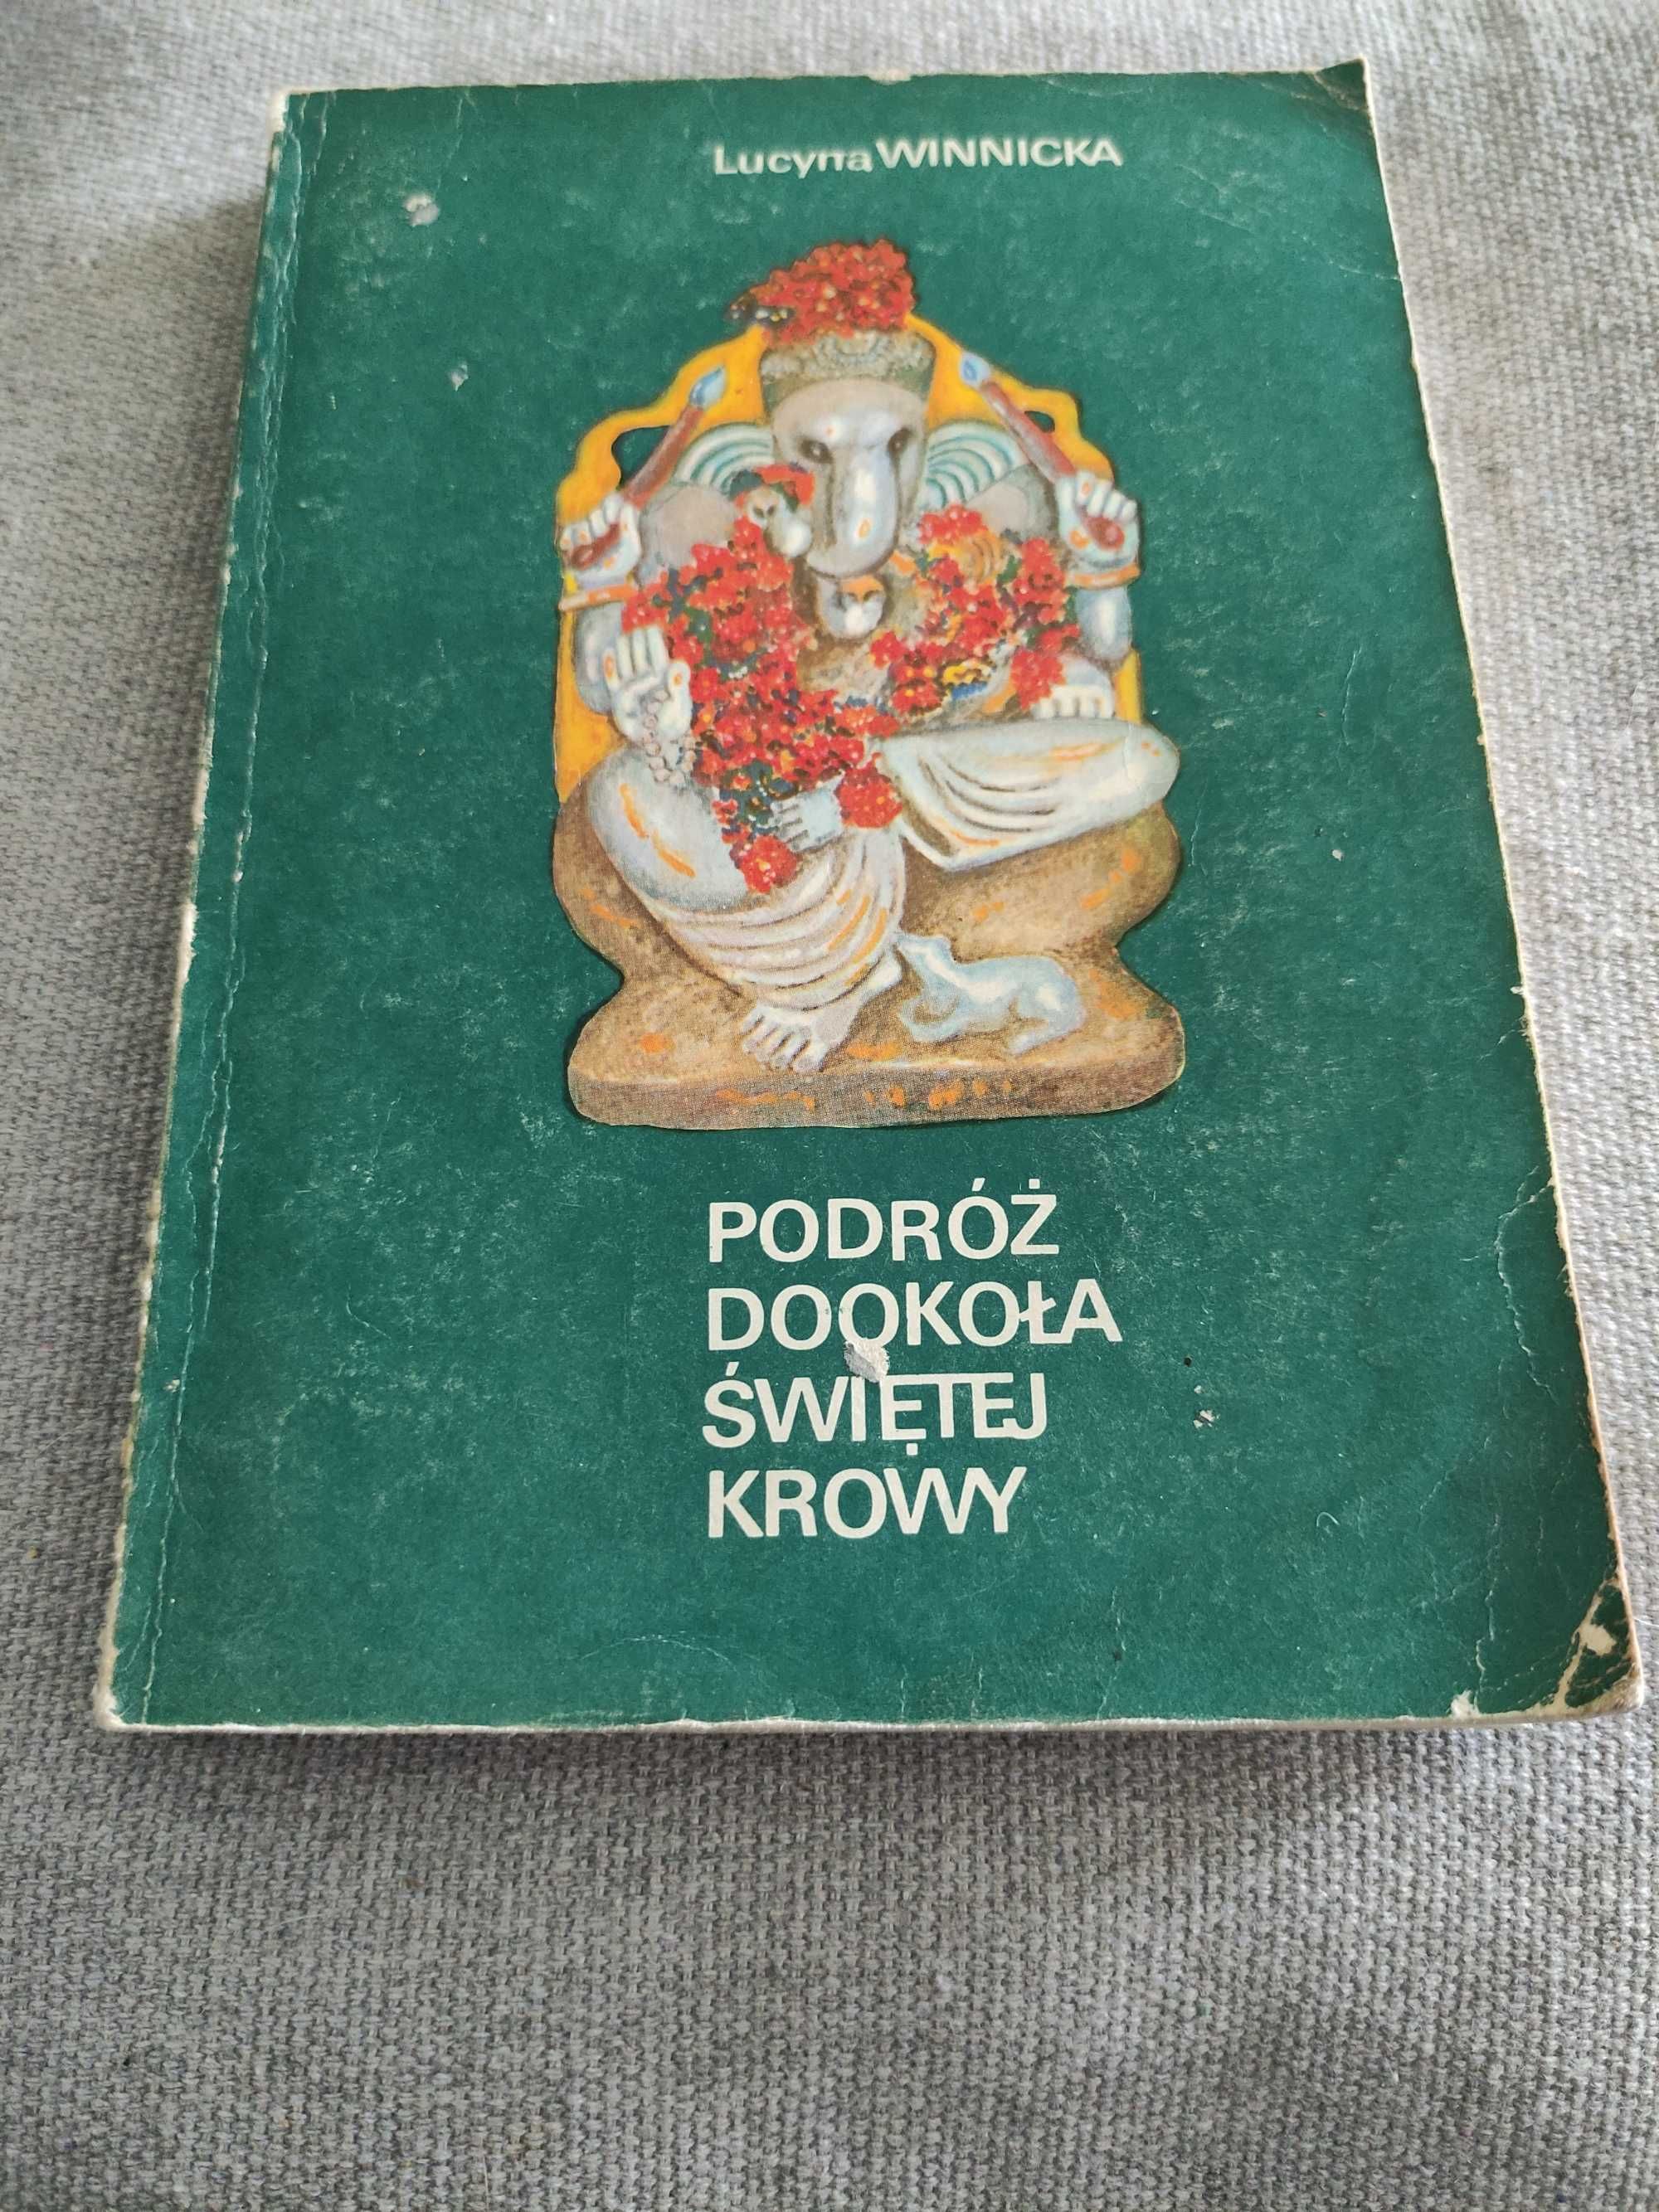 Lucyna WINNICKA
PODRÓŻ
DOOKOŁA
ŚWIĘTEJ
KROWY